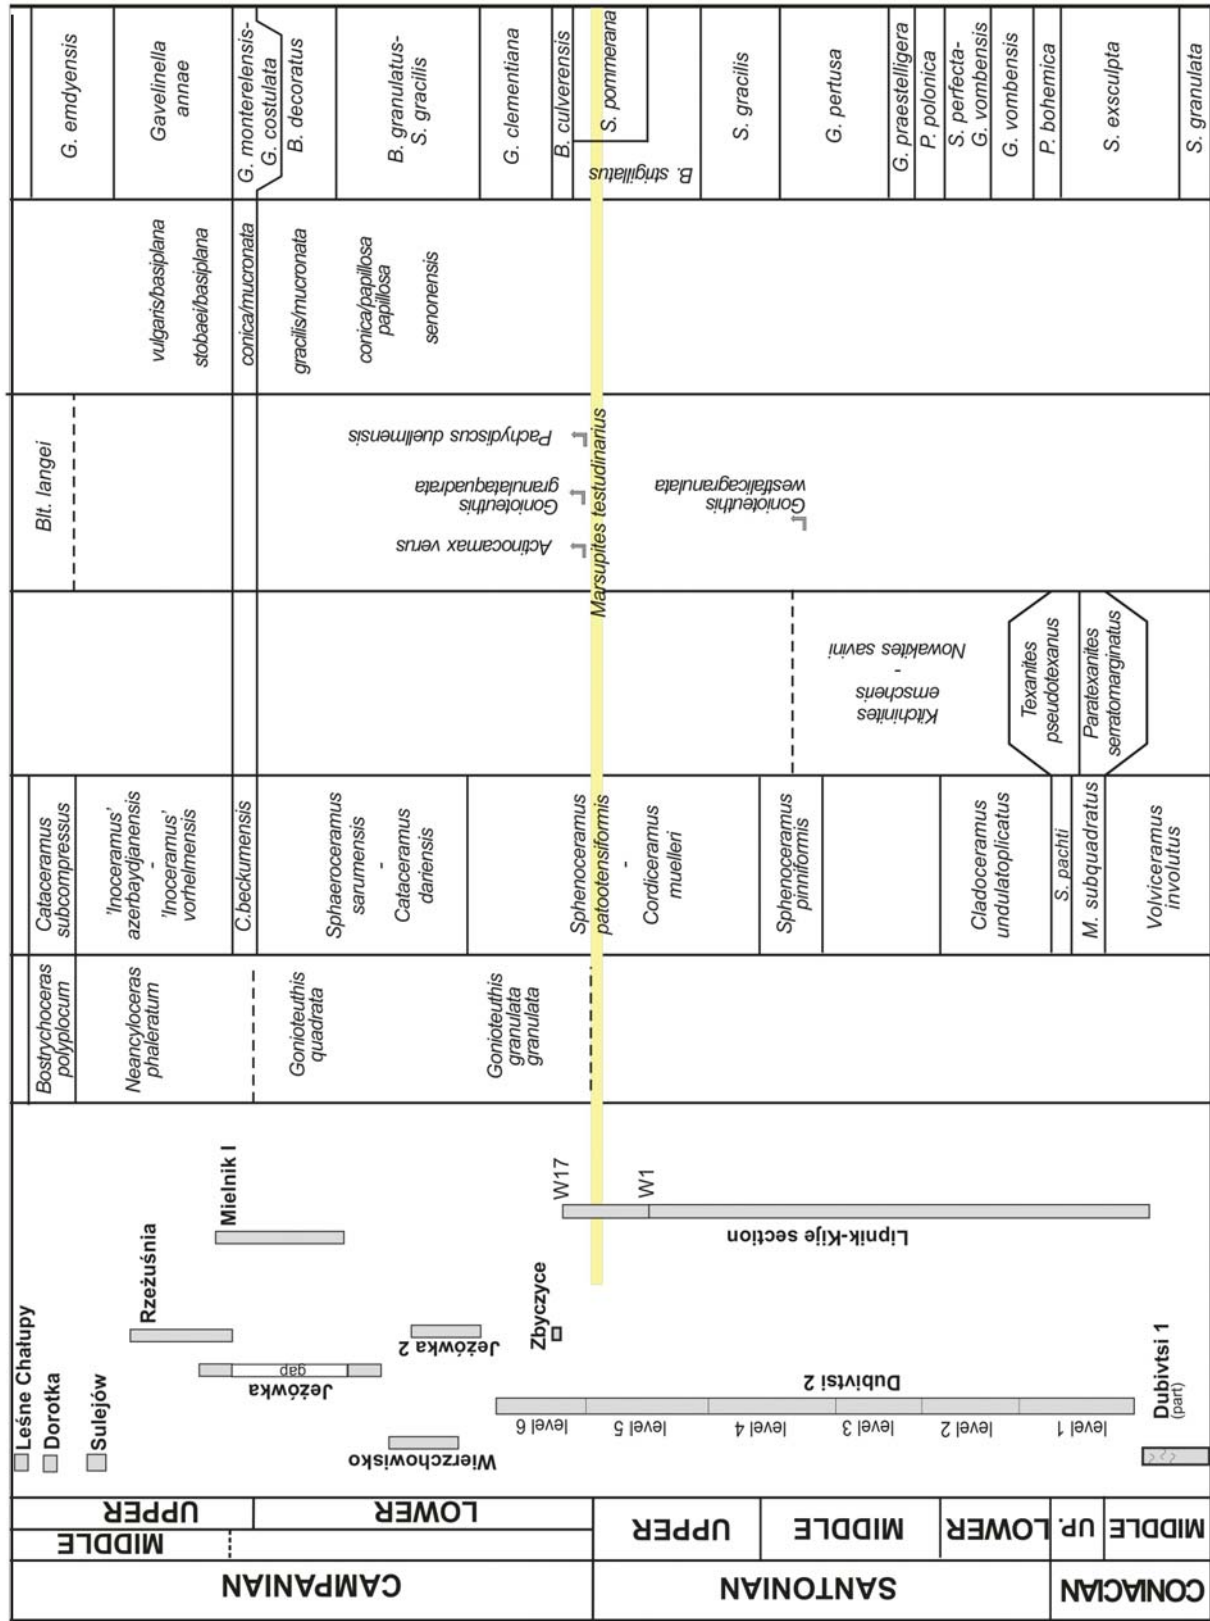 G. emdyensis
Gavelinella
annae
G. monterelensis-
G. costulata
B. decoratus
B. granulatus-
S. gracilis
G. clementiana
B. culverensis
S. pommerana
B. strigillatus
S. gracilis
G. pertusa
G. praestelligera
P. polonica
S. perfecta-
G. vombensis
G. vombensis
P. bohemica
S. exsculpta
S. granulata
vulgaris/basiplana
stobaei/basiplana
conica/mucronata
gracilis/mucronata
conica/papillosa
papillosa
senonensis
Blt. langei
Pachydiscus duellmensis
Gonioteuthis
granulataquadrata
Actinocamax verus
Marsupites testudinarius
Gonioteuthis
westfalicagranulata
Kitchinites
emscheris
-
Nowakites savini
Texanites
pseudotexanus
Paratexanites
serratomarginatus
Cataceramus
subcompressus
'Inoceramus'
azerbaydjanensis
-
'Inoceramus'
vorhelmensis
C.beckumensis
Sphaeroceramus
sarumensis
-
Cataceramus
dariensis
Sphenoceramus
patootensiformis
-
Cordiceramus
muelleri
Sphenoceramus
pinniformis
Cladoceramus
undulatoplicatus
S. pachti
M. subquadratus
Volviceramus
involutus
Bostrychoceras
polyplocum
Neancyloceras
phaleratum
Gonioteuthis
quadrata
Gonioteuthis
granulata
granulata
Leśne Chałupy
Dorotka
Sulejów
Rzeżuśnia
Mielnik I
gap
Jeżówka
Jeżówka 2
Wierzchowisko
Zbyczyce
W17
W1
Lipnik-Kije section
Dubivtsi 2
level 6
level 5
level 4
level 3
level 2
level 1
Dubivtsi 1
(part)
UPPER
LOWER
MIDDLE
UPPER
MIDDLE
LOWER
UP.
MIDDLE
CAMPANIAN
SANTONIAN
CONIACIAN